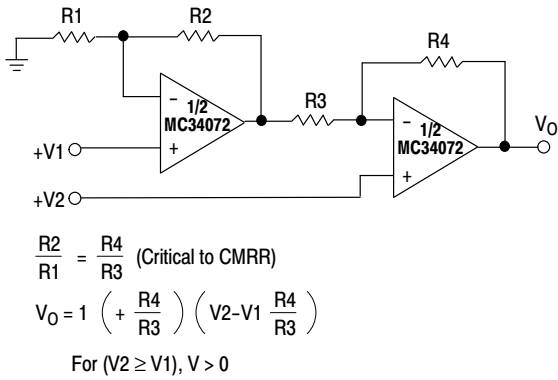 R1 R2
R4
R3
VO
1/2
MC34072
1/2
MC34072
− +
− +
+V1
+V2
R2/R1 = R4/R3 (Critical to CMRR)
VO = 1 ( + R4/R3 ) ( V2−V1 R4/R3 )
For (V2 ≥ V1), V > 0